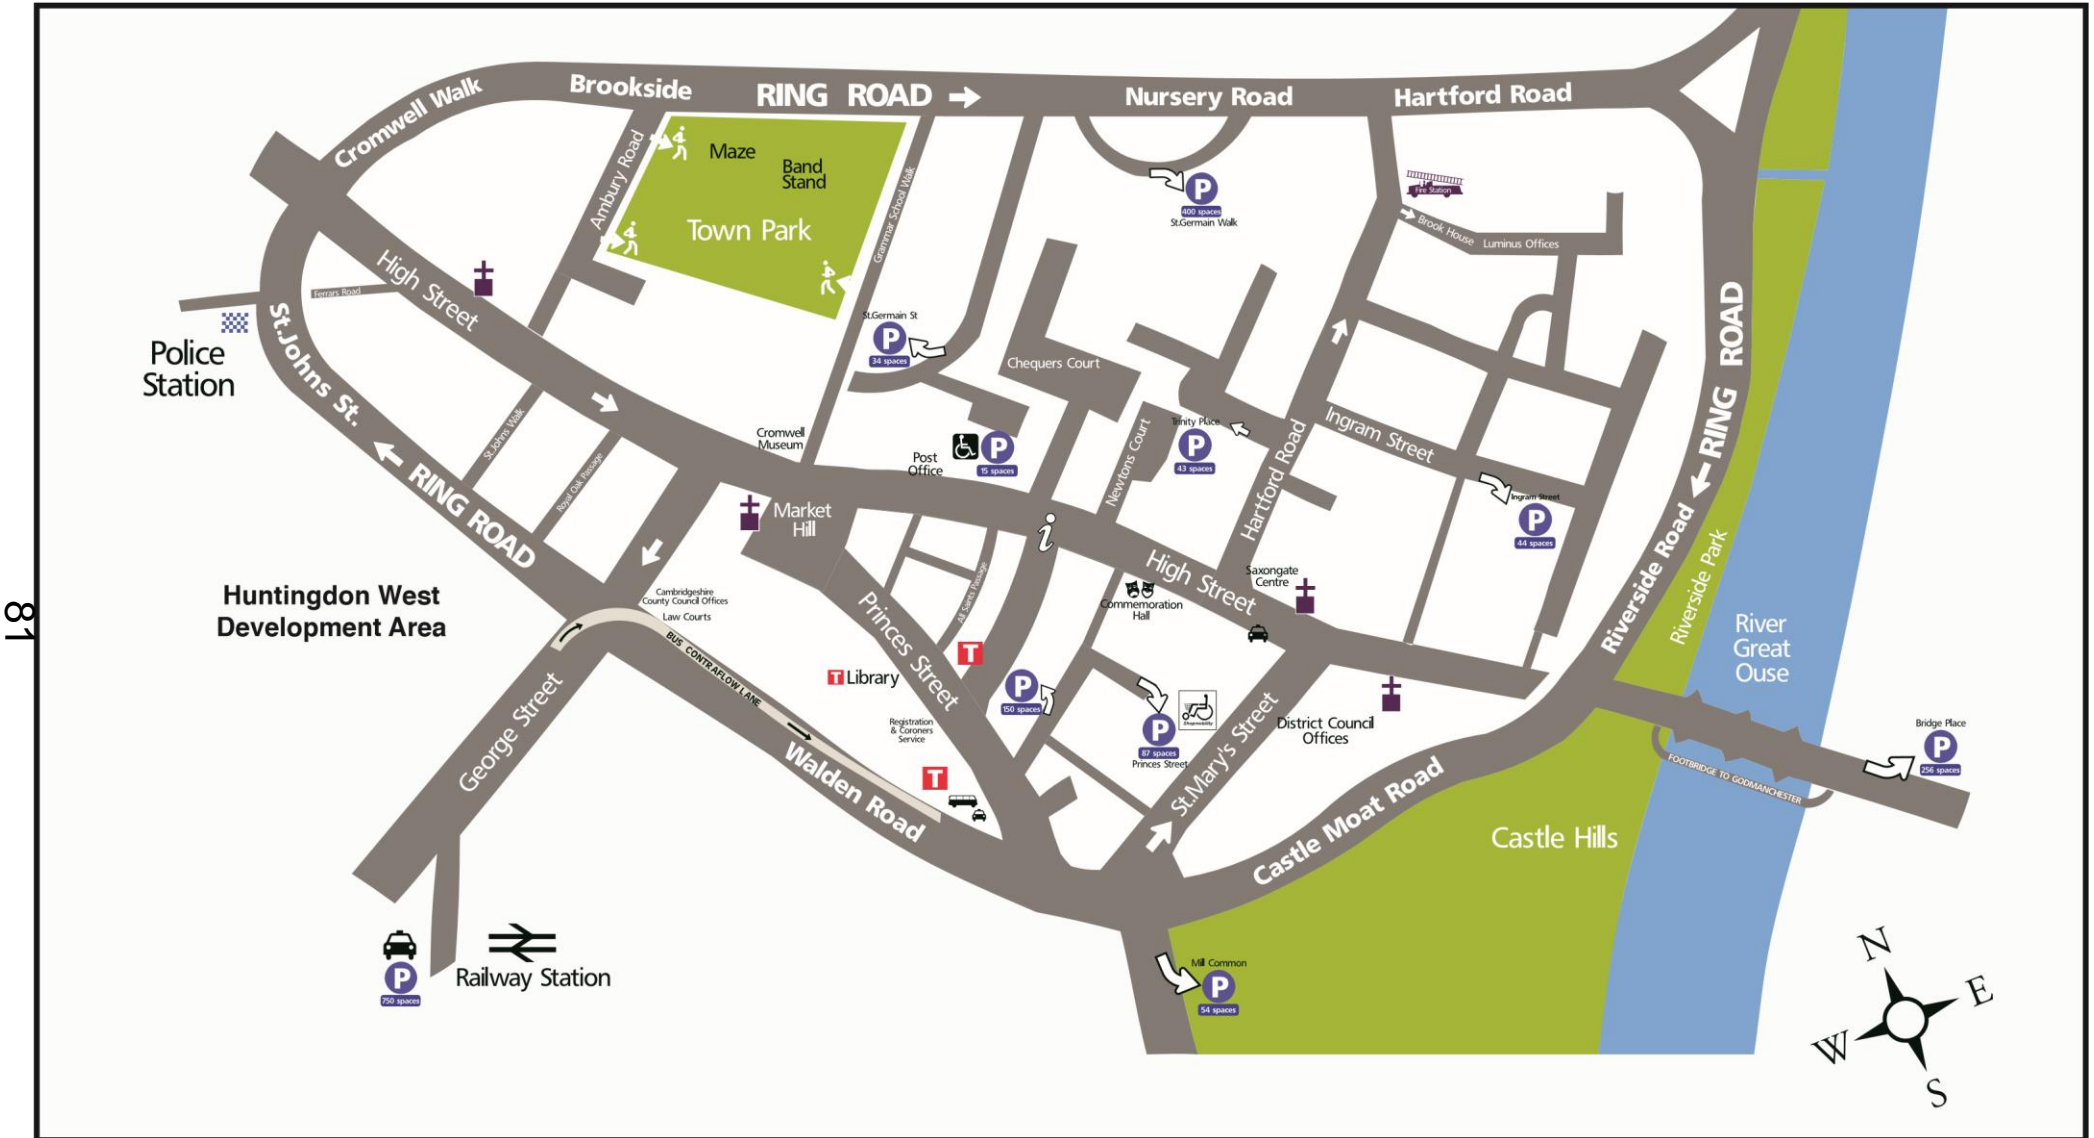 Cromwell Walk
Brookside
RING ROAD
Nursery Road
Hartford Road
Ambury Road
Maze
Band
Stand
Town Park
Grammar School Walk
P
400 spaces
St.Germain Walk
Fire Station
Brook House
Luminus Offices
High Street
Ferrars Road
Police
Station
St.Johns St.
RING ROAD
St.Johns Walk
Royal Oak Passage
St.Germain St
P
34 spaces
Chequers Court
Cromwell
Museum
Post
Office
P
15 spaces
Newtons Court
Trinity Place
P
43 spaces
Hartford Road
Ingram Street
Ingram Street
P
44 spaces
RING ROAD
Riverside Road
Riverside Park
River
Great
Ouse
Market
Hill
i
High Street
Saxongate
Centre
Commemoration
Hall
All Saints Passage
Princes Street
Huntingdon West
Development Area
81
Cambridgeshire
County Council Offices
Law Courts
BUS CONTRAFLOW LANE
T
Library
T
P
150 spaces
Registration
& Coroners
Service
T
P
87 spaces
Princes Street
Shopmobility
St.Mary's Street
District Council
Offices
George Street
Walden Road
Castle Moat Road
Castle Hills
FOOTBRIDGE TO GODMANCHESTER
Bridge Place
P
256 spaces
P
750 spaces
Railway Station
Mill Common
P
54 spaces
N
E
W
S